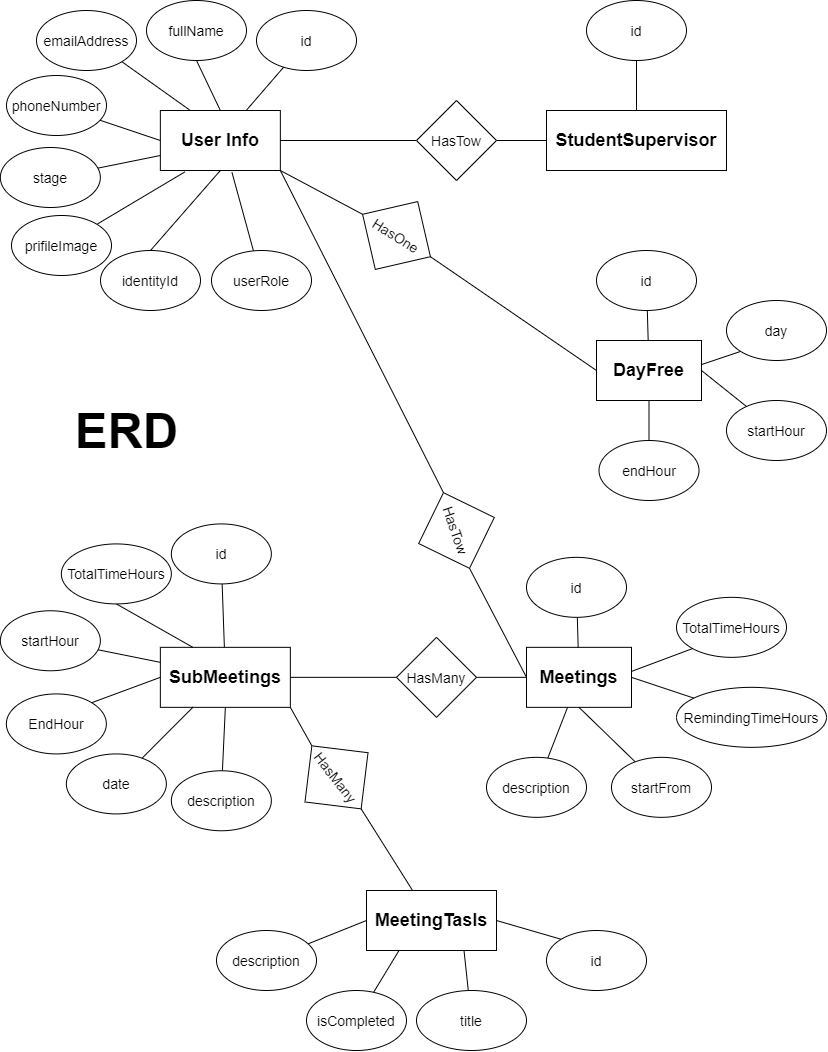 fullName
id
emailAddress
id
phoneNumber
User Info
HasTow
StudentSupervisor
stage
HasOne
prifileImage
identityId
userRole
id
day
DayFree
ERD
startHour
endHour
HasTow
id
TotalTimeHours
id
startHour
TotalTimeHours
SubMeetings
HasMany
Meetings
EndHour
RemindingTimeHours
HasMany
date
description
description
startFrom
MeetingTasls
description
id
isCompleted
title